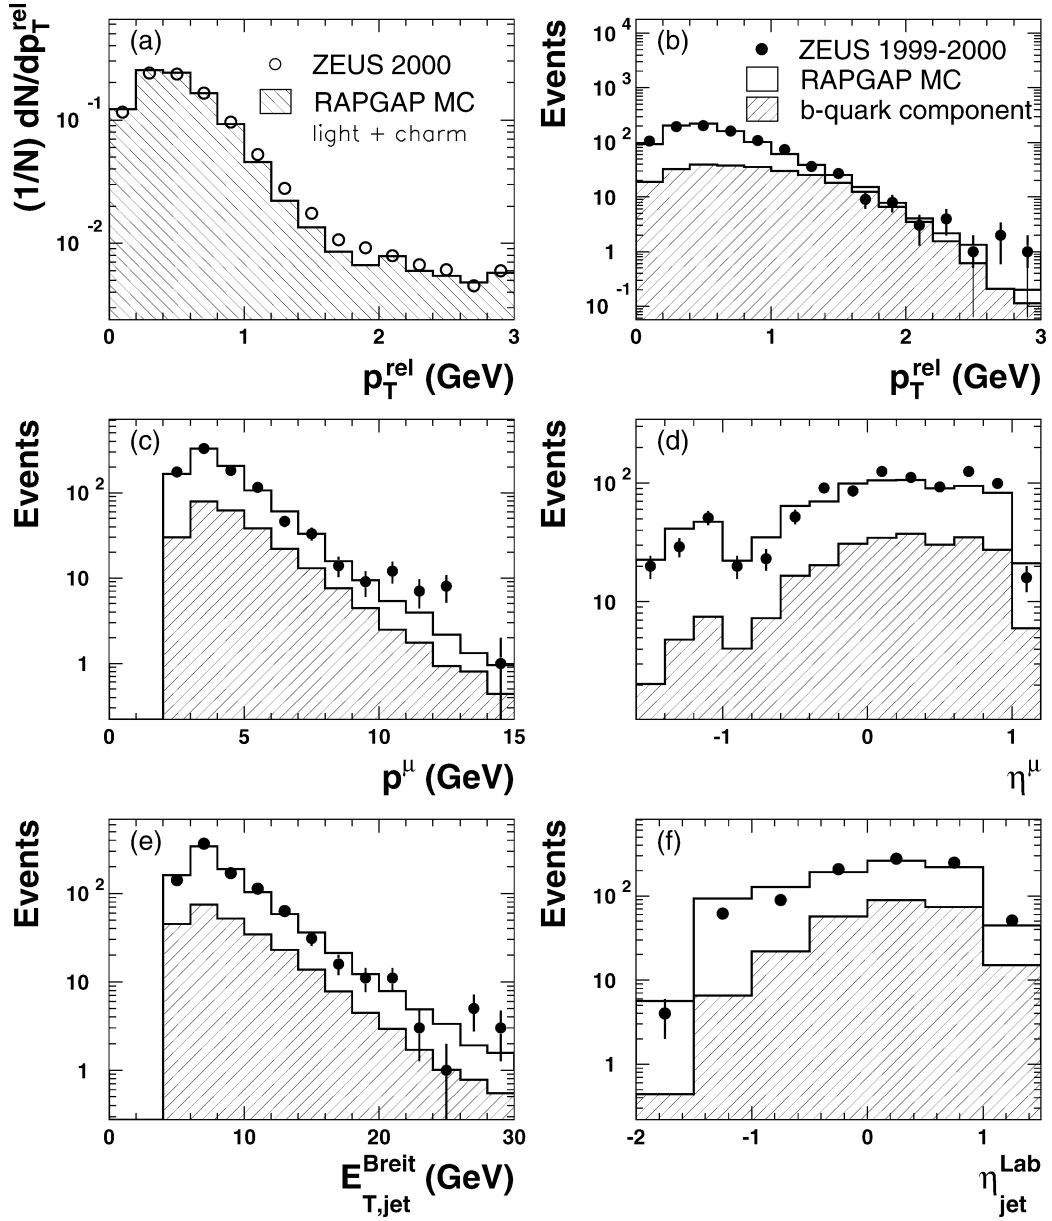 (1/N) dN/dp_T^rel
(a)
ZEUS 2000
RAPGAP MC
light + charm
10^-1
10^-2
0 1 2 3
p_T^rel (GeV)
Events
(b)
ZEUS 1999-2000
RAPGAP MC
b-quark component
10^4
10^3
10^2
10
1
10^-1
0 1 2 3
p_T^rel (GeV)
Events
(c)
10^2
10
1
0 5 10 15
p^μ (GeV)
Events
(d)
10^2
10
-1 0 1
η^μ
Events
(e)
10^2
10
1
0 10 20 30
E_T,jet^Breit (GeV)
Events
(f)
10^2
10
1
-2 -1 0 1
η_jet^Lab